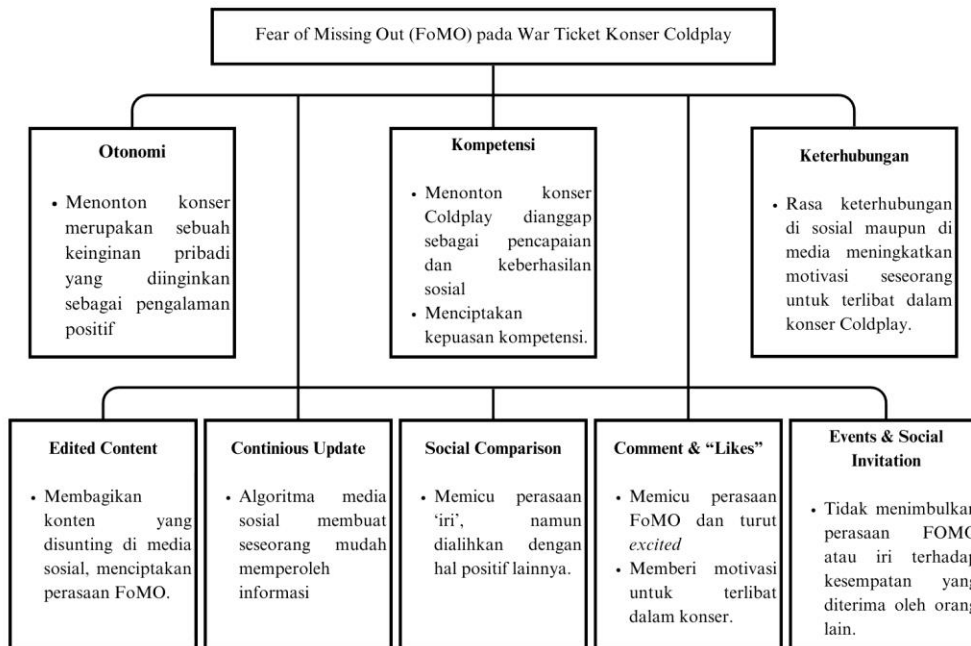 Fear of Missing Out (FoMO) pada War Ticket Konser Coldplay
Otonomi
• Menonton konser
merupakan sebuah
keinginan pribadi
yang diinginkan
sebagai pengalaman
positif
Kompetensi
• Menonton konser
Coldplay dianggap
sebagai pencapaian
dan keberhasilan
sosial
• Menciptakan
kepuasan kompetensi.
Keterhubungan
• Rasa keterhubungan
di sosial maupun di
media meningkatkan
motivasi seseorang
untuk terlibat dalam
konser Coldplay.
Edited Content
• Membagikan
konten yang
disunting di media
sosial, menciptakan
perasaan FoMO.
Continious Update
• Algoritma media
sosial membuat
seseorang mudah
memperoleh
informasi
Social Comparison
• Memicu perasaan
‘iri’, namun
dialihkan dengan
hal positif lainnya.
Comment & “Likes”
• Memicu perasaan
FoMO dan turut
excited
• Memberi motivasi
untuk terlibat
dalam konser.
Events & Social
Invitation
• Tidak menimbulkan
perasaan FOMO
atau iri terhadap
kesempatan yang
diterima oleh orang
lain.